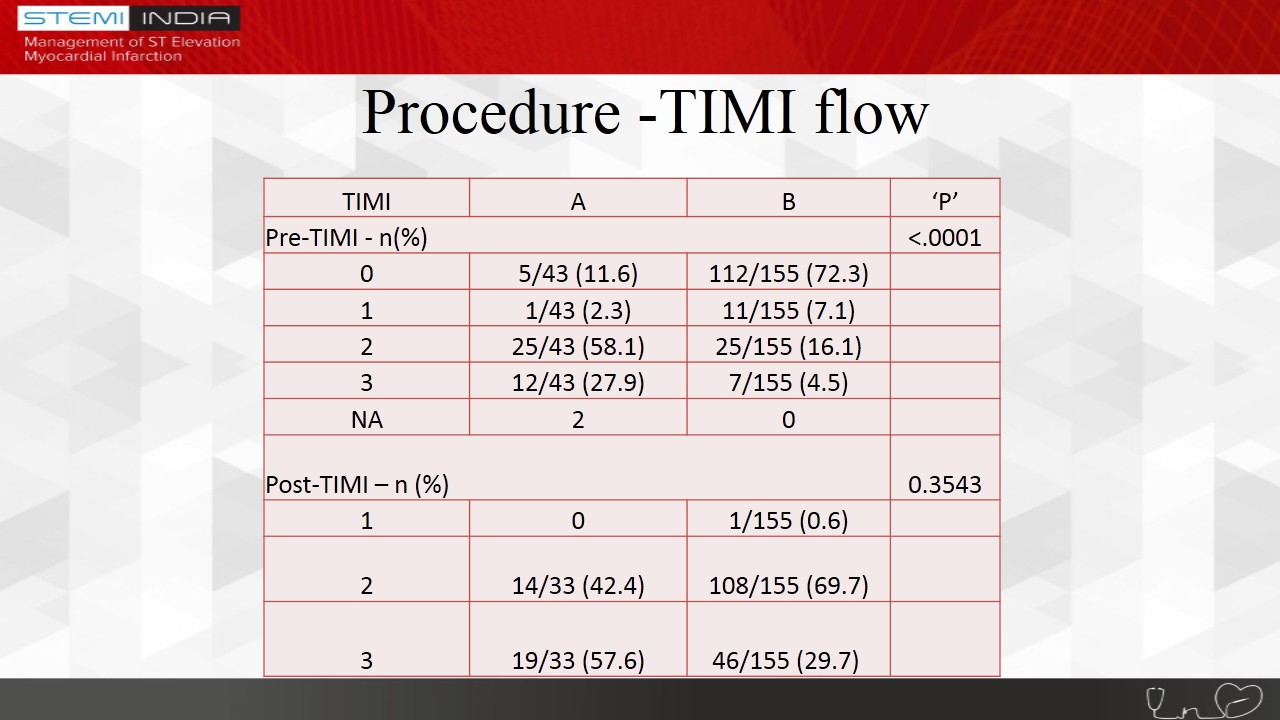 STEMI INDIA
Management of ST Elevation
Myocardial Infarction
Procedure -TIMI flow
TIMI A B ‘P’
Pre-TIMI - n(%) <.0001
0 5/43 (11.6) 112/155 (72.3)
1 1/43 (2.3) 11/155 (7.1)
2 25/43 (58.1) 25/155 (16.1)
3 12/43 (27.9) 7/155 (4.5)
NA 2 0
Post-TIMI – n (%) 0.3543
1 0 1/155 (0.6)
2 14/33 (42.4) 108/155 (69.7)
3 19/33 (57.6) 46/155 (29.7)